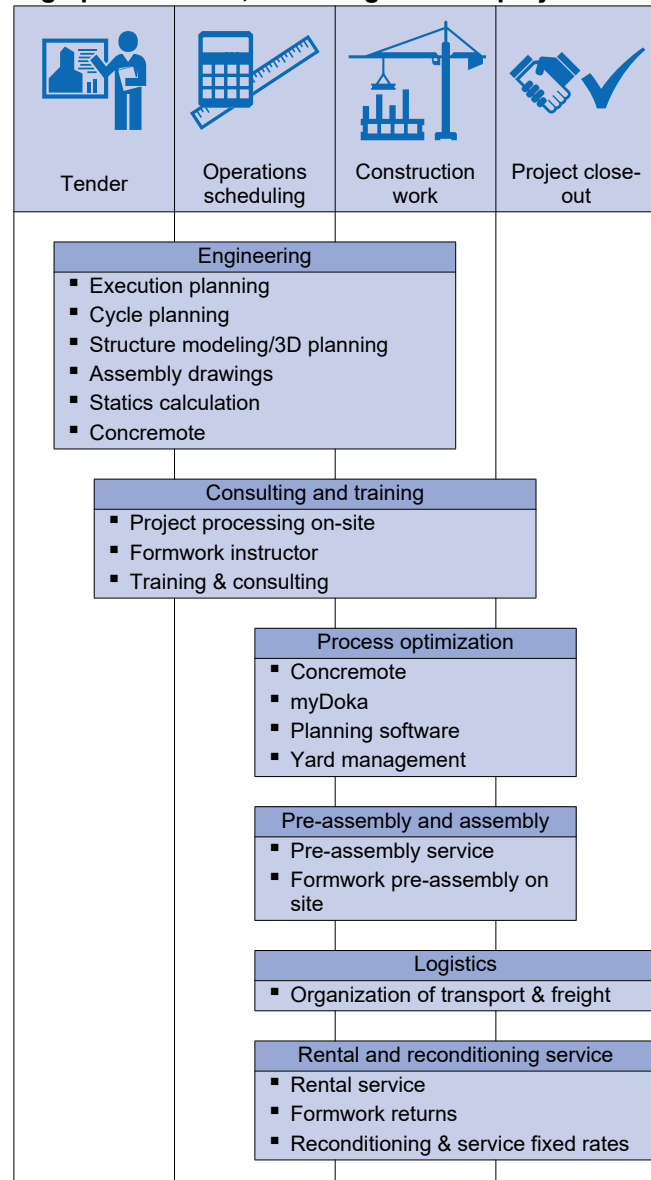 Tender
Operations
scheduling
Construction
work
Project close-
out
Engineering
▪ Execution planning
▪ Cycle planning
▪ Structure modeling/3D planning
▪ Assembly drawings
▪ Statics calculation
▪ Concremote
Consulting and training
▪ Project processing on-site
▪ Formwork instructor
▪ Training & consulting
Process optimization
▪ Concremote
▪ myDoka
▪ Planning software
▪ Yard management
Pre-assembly and assembly
▪ Pre-assembly service
▪ Formwork pre-assembly on
site
Logistics
▪ Organization of transport & freight
Rental and reconditioning service
▪ Rental service
▪ Formwork returns
▪ Reconditioning & service fixed rates